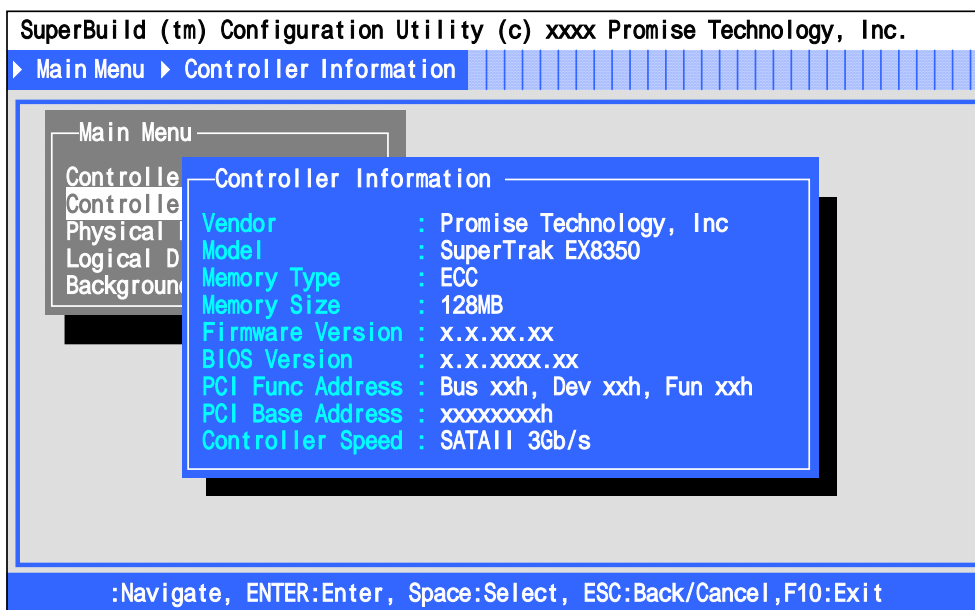 SuperBuild (tm) Configuration Utility (c) xxxx Promise Technology, Inc.
Main Menu ▶ Controller Information
Main Menu
Controlle
Controlle
Physical
Logical D
Backgroun
Controller Information
Vendor : Promise Technology, Inc
Model : SuperTrak EX8350
Memory Type : ECC
Memory Size : 128MB
Firmware Version : x.x.xx.xx
BIOS Version : x.x.xxxx.xx
PCI Func Address : Bus xxh, Dev xxh, Fun xxh
PCI Base Address : xxxxxxxxh
Controller Speed : SATAII 3Gb/s
:Navigate, ENTER:Enter, Space:Select, ESC:Back/Cancel,F10:Exit